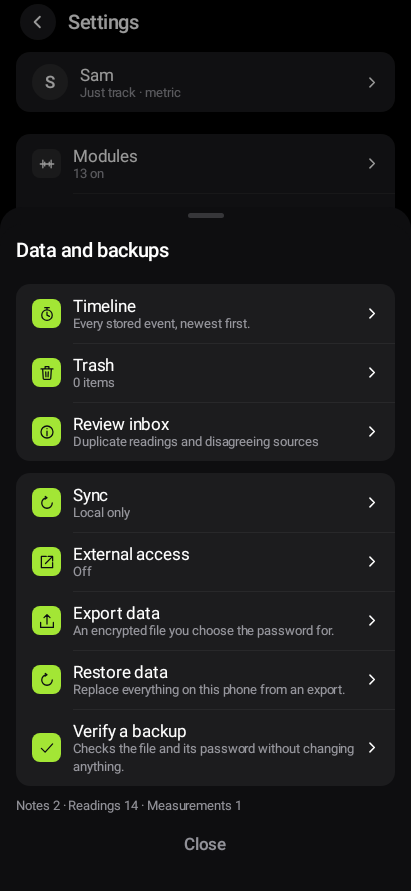 Settings
S
Sam
Just track · metric
Modules
13 on
Data and backups
Timeline
Every stored event, newest first.
Trash
0 items
Review inbox
Duplicate readings and disagreeing sources
Sync
Local only
External access
Off
Export data
An encrypted file you choose the password for.
Restore data
Replace everything on this phone from an export.
Verify a backup
Checks the file and its password without changing
anything.
Notes 2 · Readings 14 · Measurements 1
Close